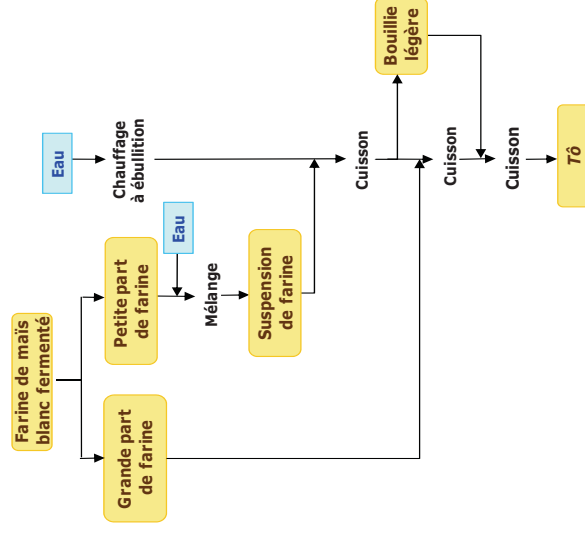 Farine de maïs
blanc fermenté
Eau
Grande part
de farine
Petite part
de farine
Eau
Chauffage
à ébullition
Mélange
Suspension
de farine
Cuisson
Bouillie
légère
Cuisson
Cuisson
Tô